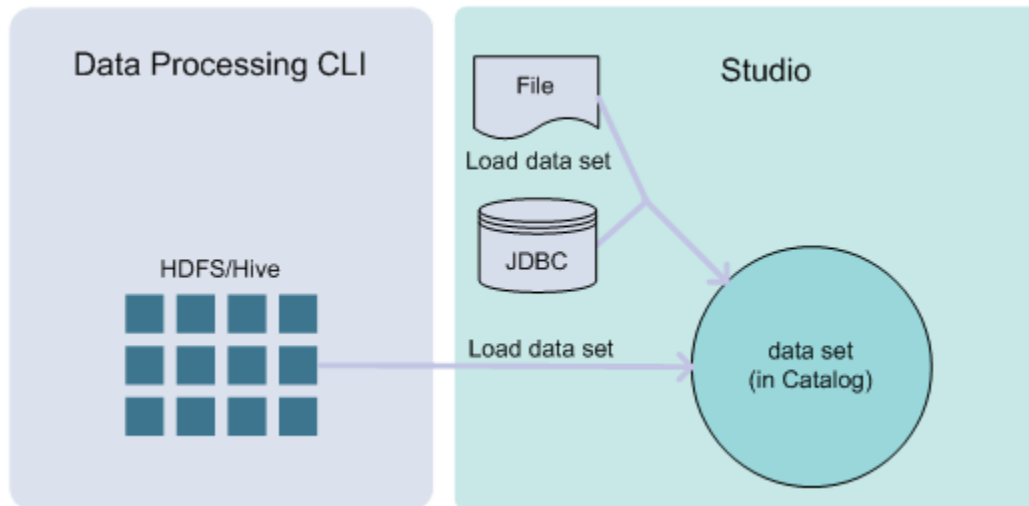 Data Processing CLI
HDFS/Hive
Studio
File
Load data set
JDBC
Load data set
data set
(in Catalog)